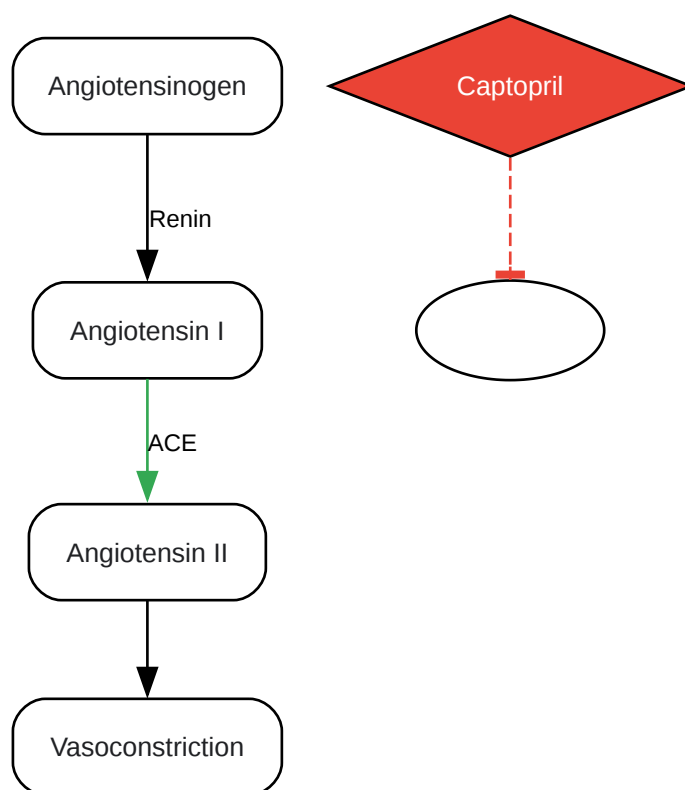 Angiotensinogen
Captopril
Renin
Angiotensin I
ACE
Angiotensin II
Vasoconstriction